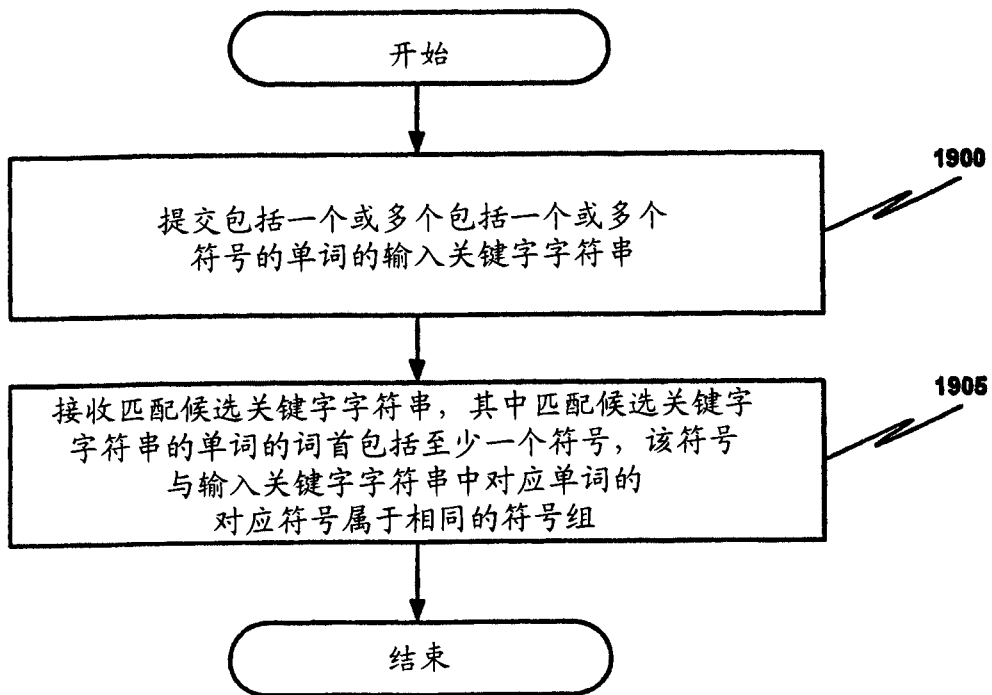 开始
1900
提交包括一个或多个包括一个或多个
符号的单词的输入关键字字符串
1905
接收匹配候选关键字字符串，其中匹配候选关键字
字符串的单词的词首包括至少一个符号，该符号
与输入关键字字符串中对应单词的
对应符号属于相同的符号组
结束